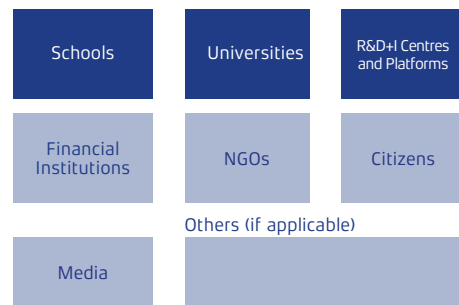 Schools
Universities
R&D+I Centres
and Platforms
Financial
Institutions
NGOs
Citizens
Others (if applicable)
Media